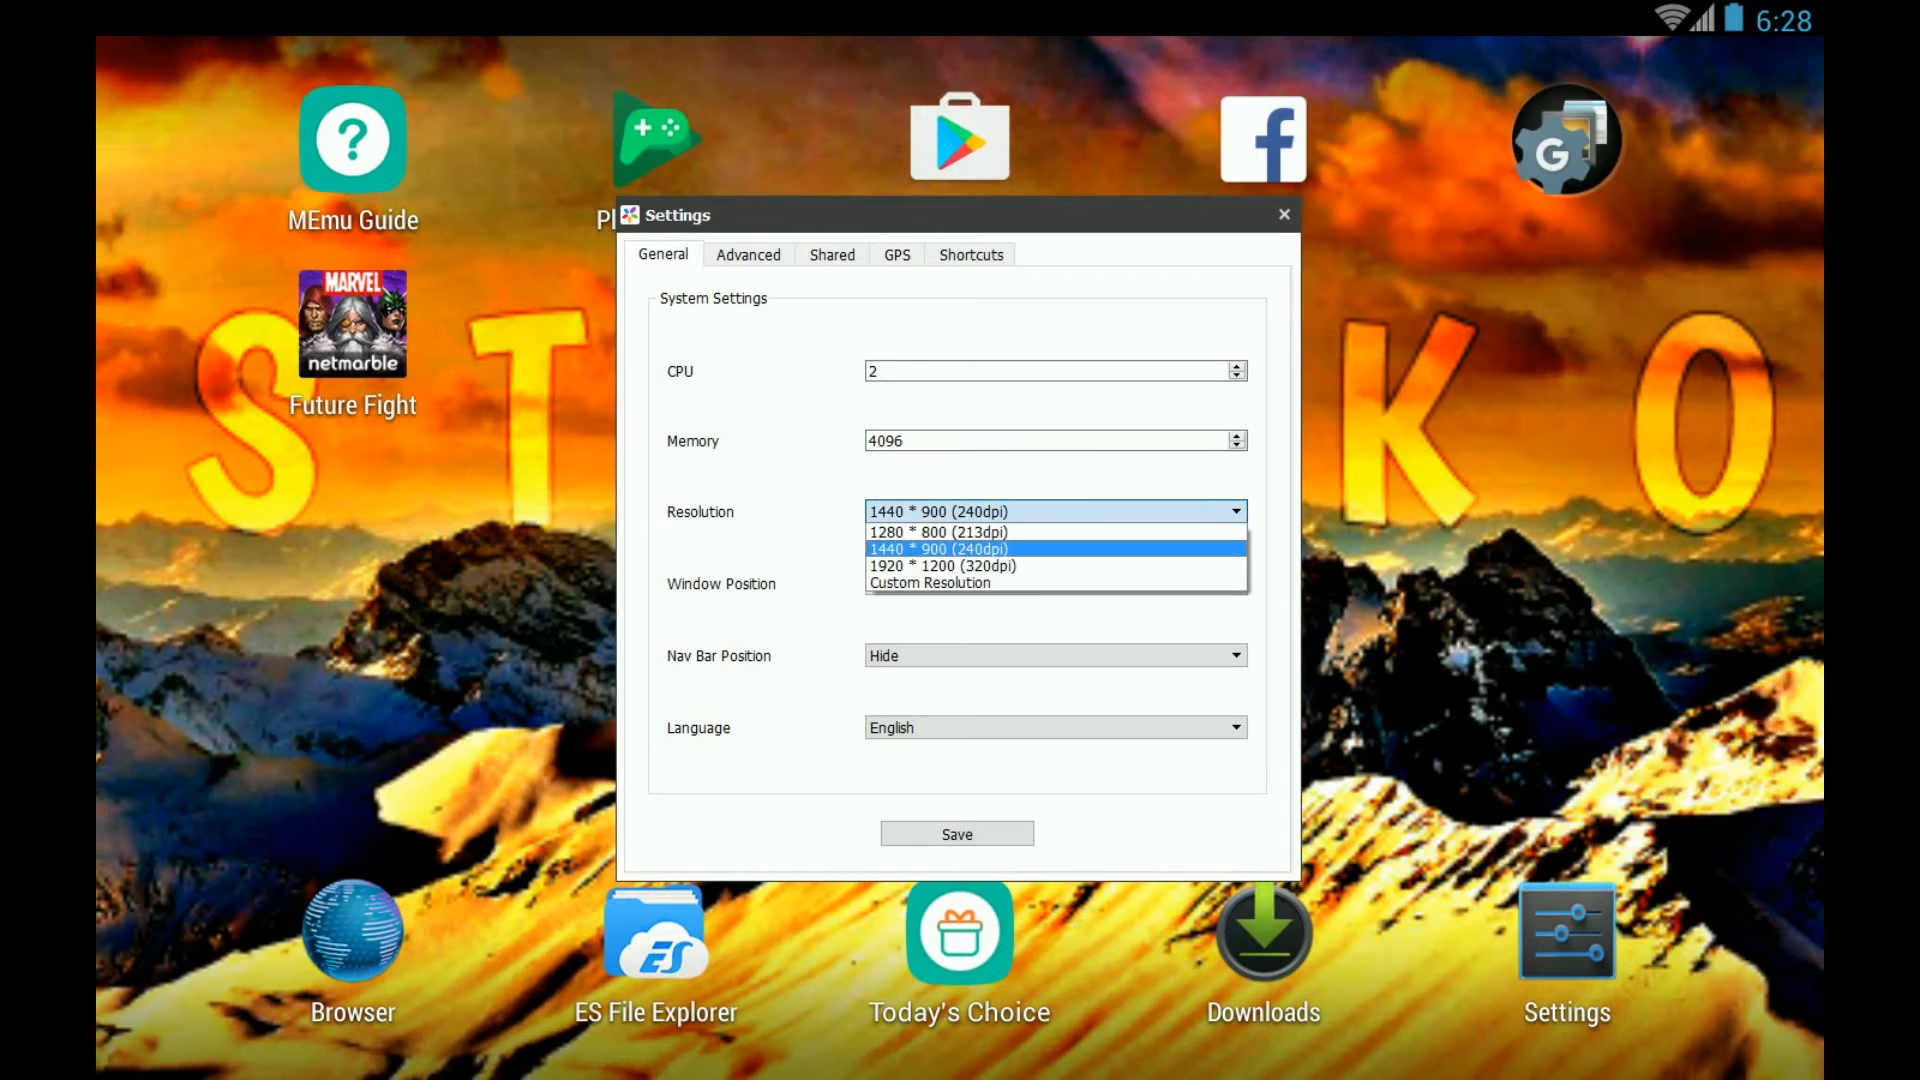 6:28
MEmu Guide
Pl
MARVEL
netmarble
Future Fight
G
S T K O
Settings
General Advanced Shared GPS Shortcuts
System Settings
CPU 2
Memory 4096
Resolution 1440 * 900 (240dpi)
1280 * 800 (213dpi)
1440 * 900 (240dpi)
1920 * 1200 (320dpi)
Custom Resolution
Window Position
Nav Bar Position Hide
Language English
Save
ES
Browser
ES File Explorer
Today's Choice
Downloads
Settings